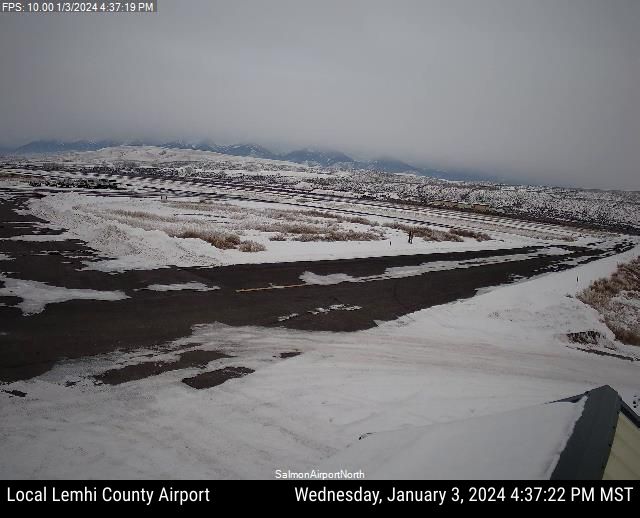 FPS: 10.00 1/3/2024 4:37:19 PM
SalmonAirportNorth
Local Lemhi County Airport Wednesday, January 3, 2024 4:37:22 PM MST